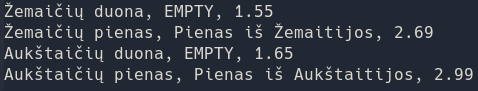 Žemaičių duona, EMPTY, 1.55
Žemaičių pienas, Pienas iš Žemaitijos, 2.69
Aukštaičių duona, EMPTY, 1.65
Aukštaičių pienas, Pienas iš Aukštaitijos, 2.99